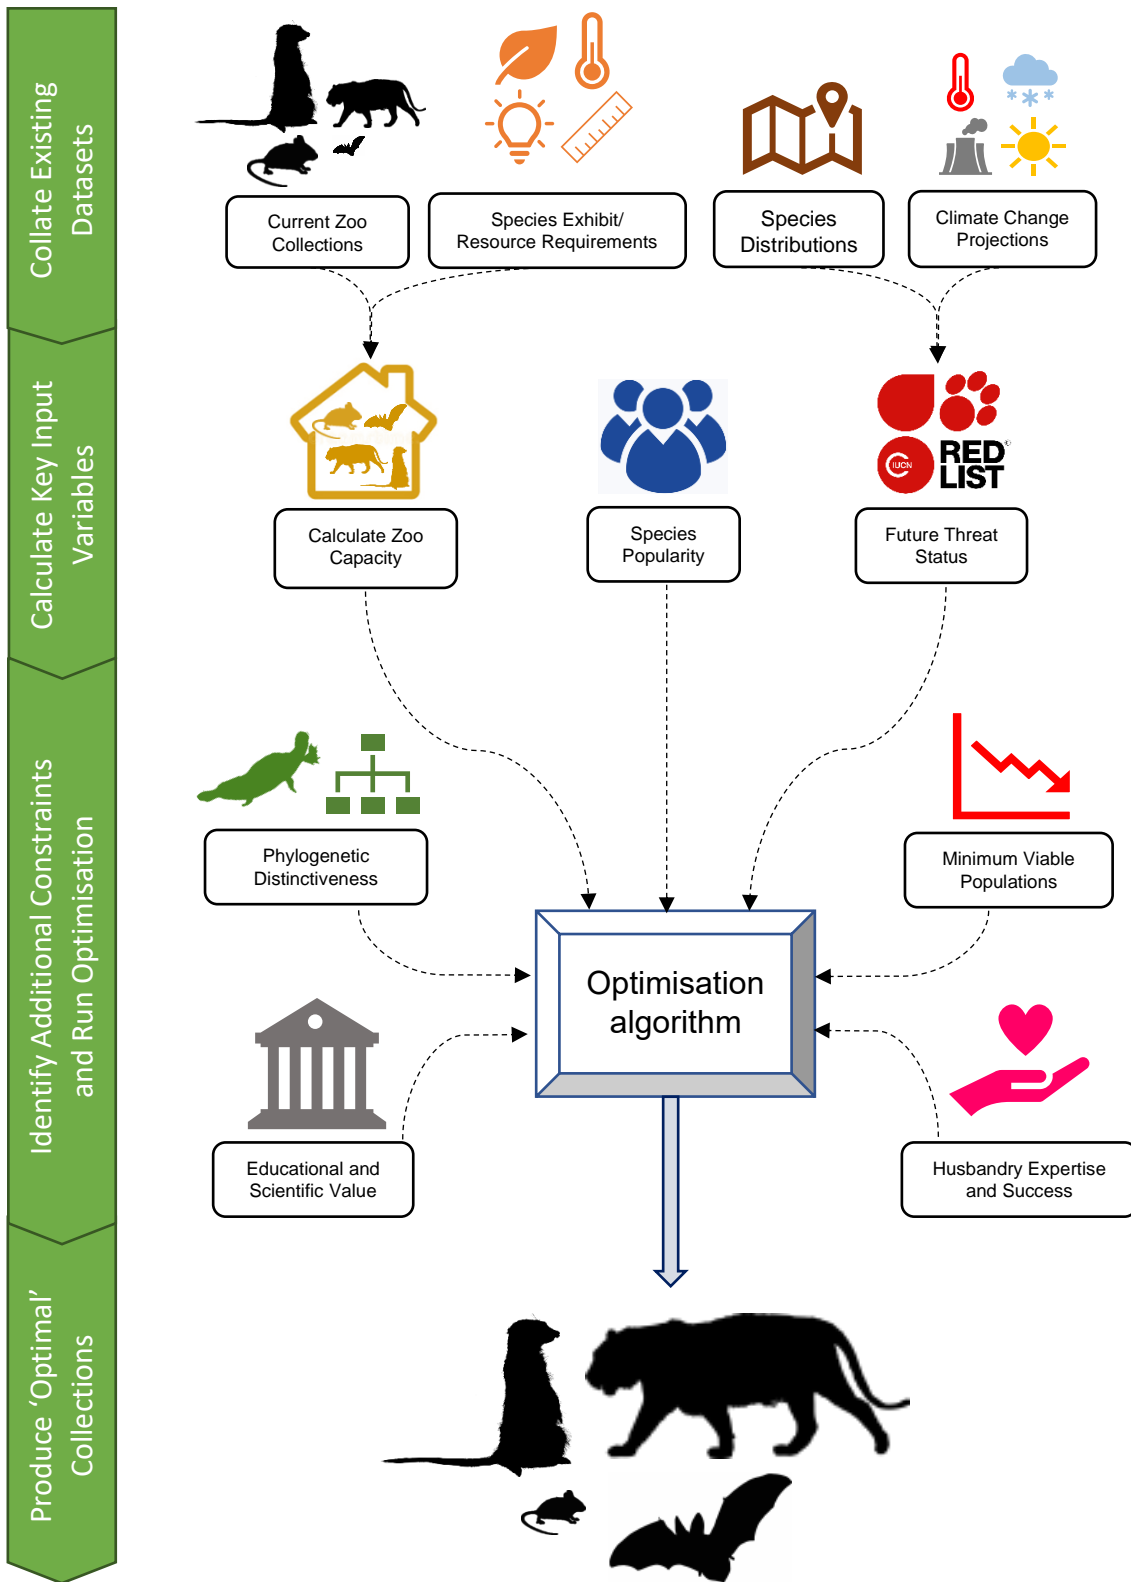 Collate Existing
Datasets
Current Zoo
Collections
Species Exhibit/
Resource Requirements
Species
Distributions
Climate Change
Projections
Calculate Key Input
Variables
IUCN
RED
LIST
Calculate Zoo
Capacity
Species
Popularity
Future Threat
Status
Identify Additional Constraints
and Run Optimisation
Phylogenetic
Distinctiveness
Minimum Viable
Populations
Optimisation
algorithm
Educational and
Scientific Value
Husbandry Expertise
and Success
Produce ‘Optimal’
Collections